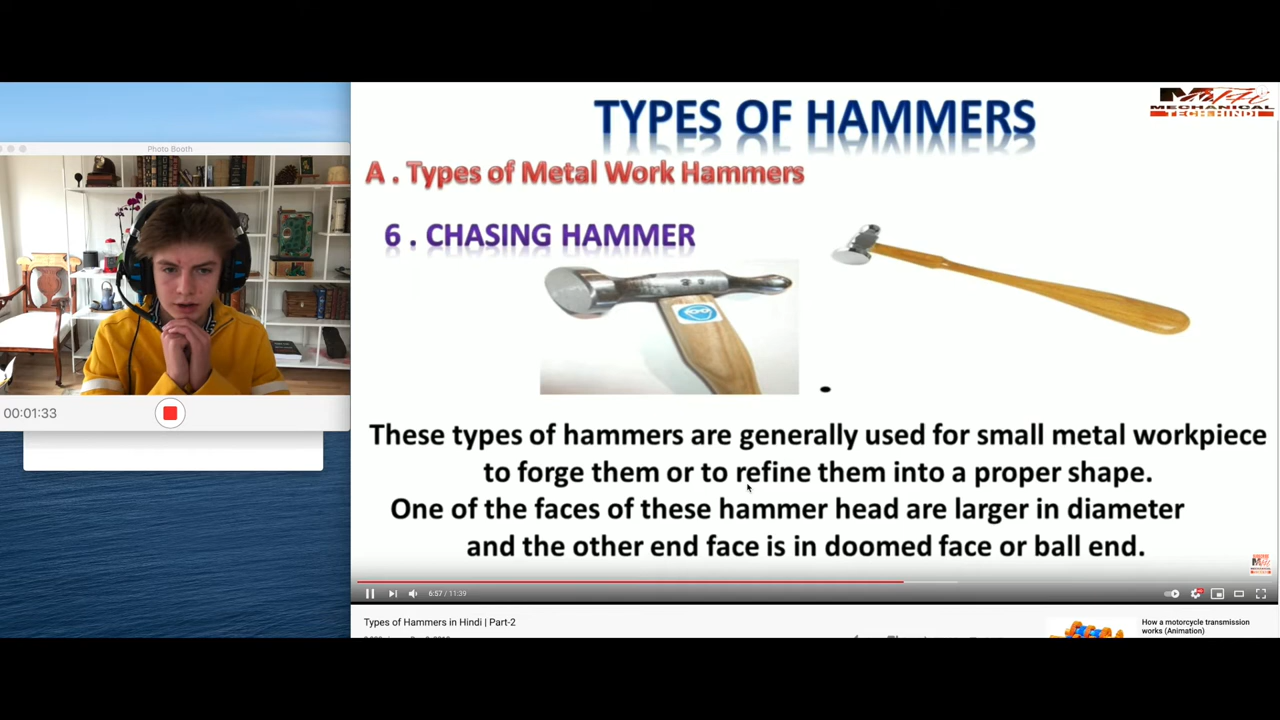 Photo Booth
00:01:33
MECHANICAL
TECH HINDI
TYPES OF HAMMERS
A . Types of Metal Work Hammers
6 . CHASING HAMMER
These types of hammers are generally used for small metal workpiece
to forge them or to refine them into a proper shape.
One of the faces of these hammer head are larger in diameter
and the other end face is in doomed face or ball end.
6:57 / 11:39
Types of Hammers in Hindi | Part-2
How a motorcycle transmission
works (Animation)